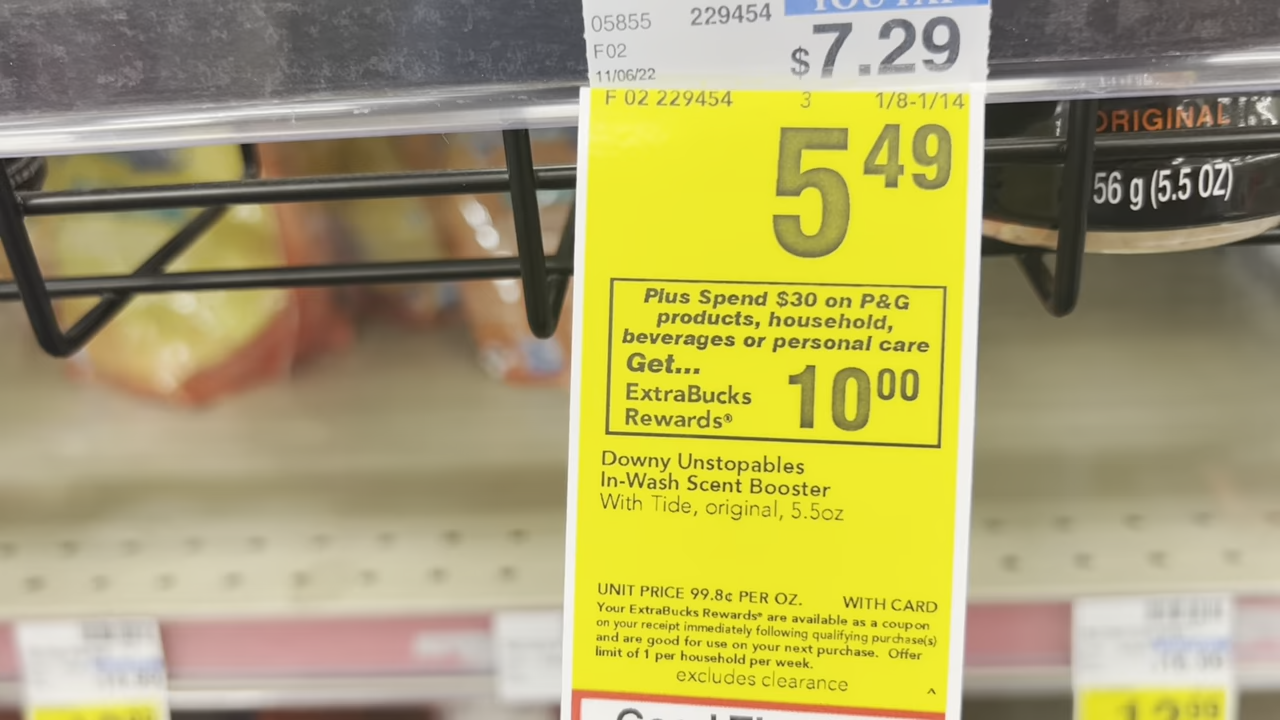 05855 229454
F02
11/06/22
$7.29
F 02 229454 3 1/8-1/14
5 49
Plus Spend $30 on P&G
products, household,
beverages or personal care
Get...
ExtraBucks
Rewards®
10 00
Downy Unstopables
In-Wash Scent Booster
With Tide, original, 5.5oz
UNIT PRICE 99.8¢ PER OZ. WITH CARD
Your ExtraBucks Rewards® are available as a coupon
on your receipt immediately following qualifying purchase(s)
and are good for use on your next purchase. Offer
limit of 1 per household per week.
excludes clearance
^
ORIGINAL
56 g (5.5 OZ)